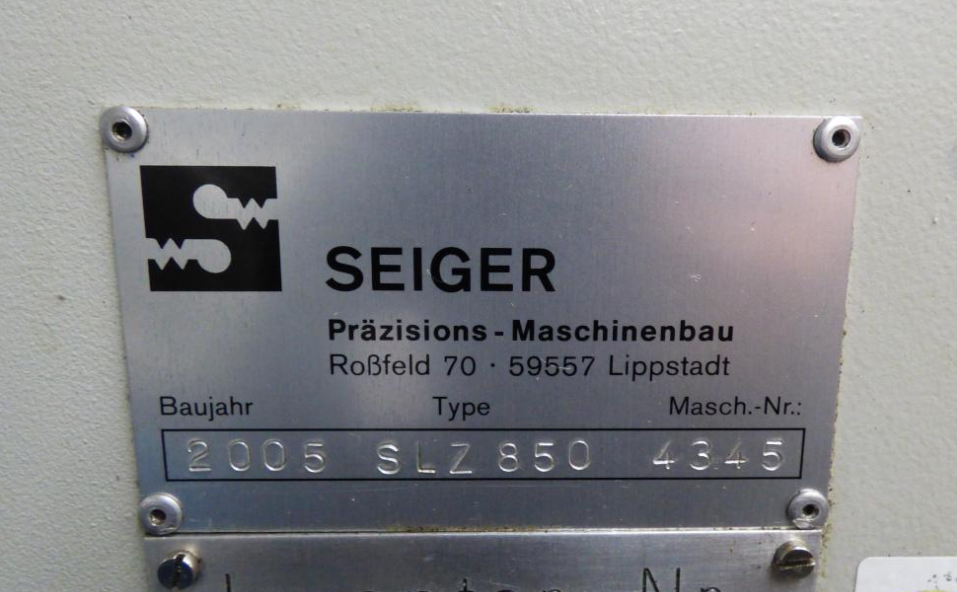 SEIGER
Präzisions - Maschinenbau
Roßfeld 70 · 59557 Lippstadt
Baujahr Type Masch.-Nr.:
2005 SLZ 850 4345